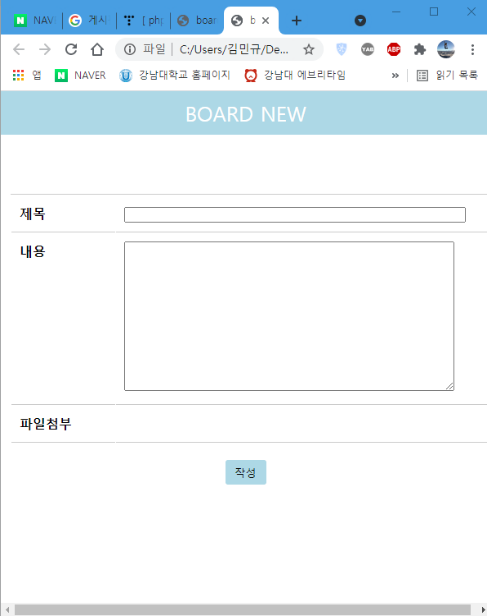 NAV
게시
[ php
boar
b
파일 | C:/Users/김민규/De...
YAB
ABP
앱 NAVER 강남대학교 홈페이지 강남대 에브리타임 » 읽기 목록
BOARD NEW
제목
내용
파일첨부
작성